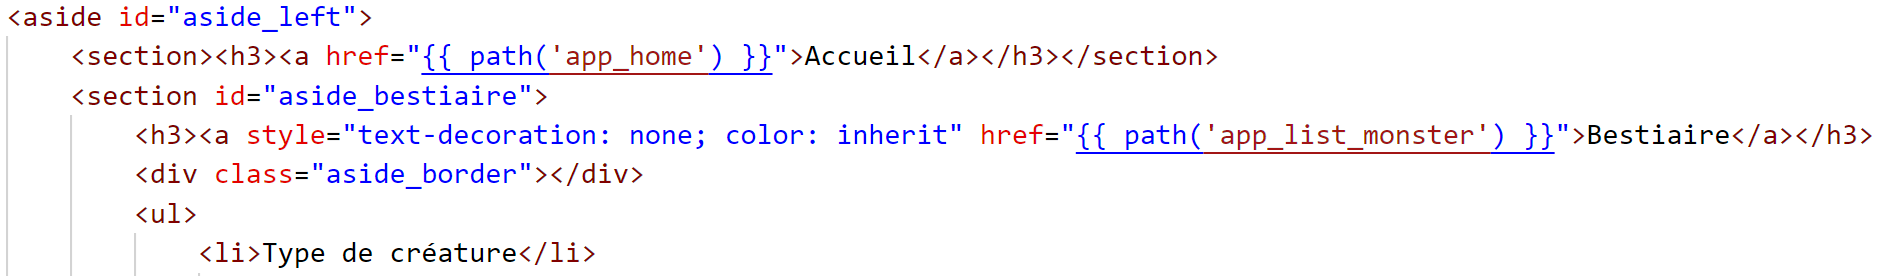 <aside id="aside_left">
<section><h3><a href="{{ path('app_home') }}">Accueil</a></h3></section>
<section id="aside_bestiaire">
<h3><a style="text-decoration: none; color: inherit" href="{{ path('app_list_monster') }}">Bestiaire</a></h3>
<div class="aside_border"></div>
<ul>
<li>Type de créature</li>